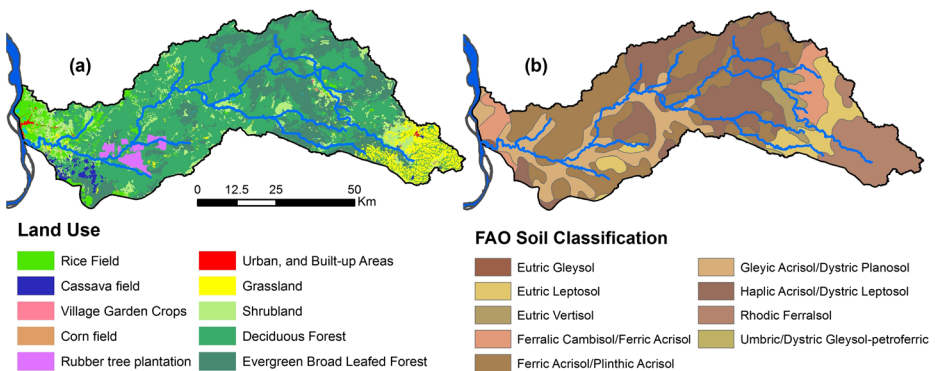 (a)
(b)
0 12.5 25 50
Km
Land Use
Rice Field
Cassava field
Village Garden Crops
Corn field
Rubber tree plantation
Urban, and Built-up Areas
Grassland
Shrubland
Deciduous Forest
Evergreen Broad Leafed Forest
FAO Soil Classification
Eutric Gleysol
Eutric Leptosol
Eutric Vertisol
Ferralic Cambisol/Ferric Acrisol
Ferric Acrisol/Plinthic Acrisol
Gleyic Acrisol/Dystric Planosol
Haplic Acrisol/Dystric Leptosol
Rhodic Ferralsol
Umbric/Dystric Gleysol-petroferric